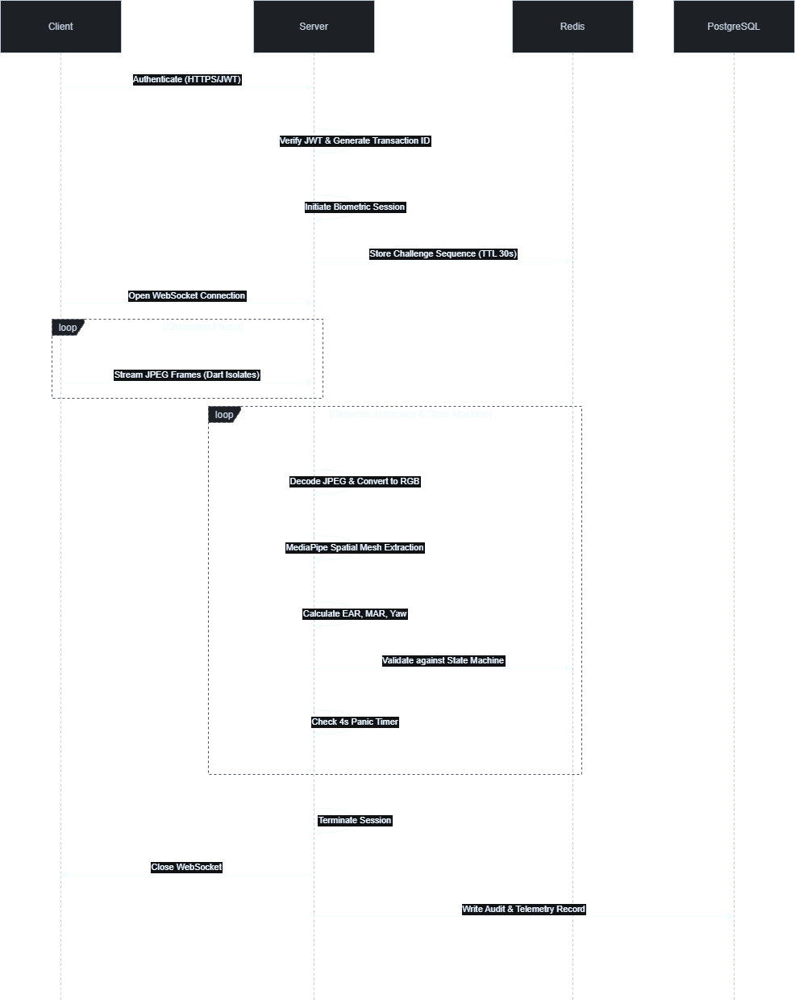 Client
Server
Redis
PostgreSQL
Authenticate (HTTPS/JWT)
Verify JWT & Generate Transaction ID
Initiate Biometric Session
Store Challenge Sequence (TTL 30s)
Open WebSocket Connection
loop
Stream JPEG Frames (Dart Isolates)
loop
Decode JPEG & Convert to RGB
MediaPipe Spatial Mesh Extraction
Calculate EAR, MAR, Yaw
Validate against State Machine
Check 4s Panic Timer
Terminate Session
Close WebSocket
Write Audit & Telemetry Record